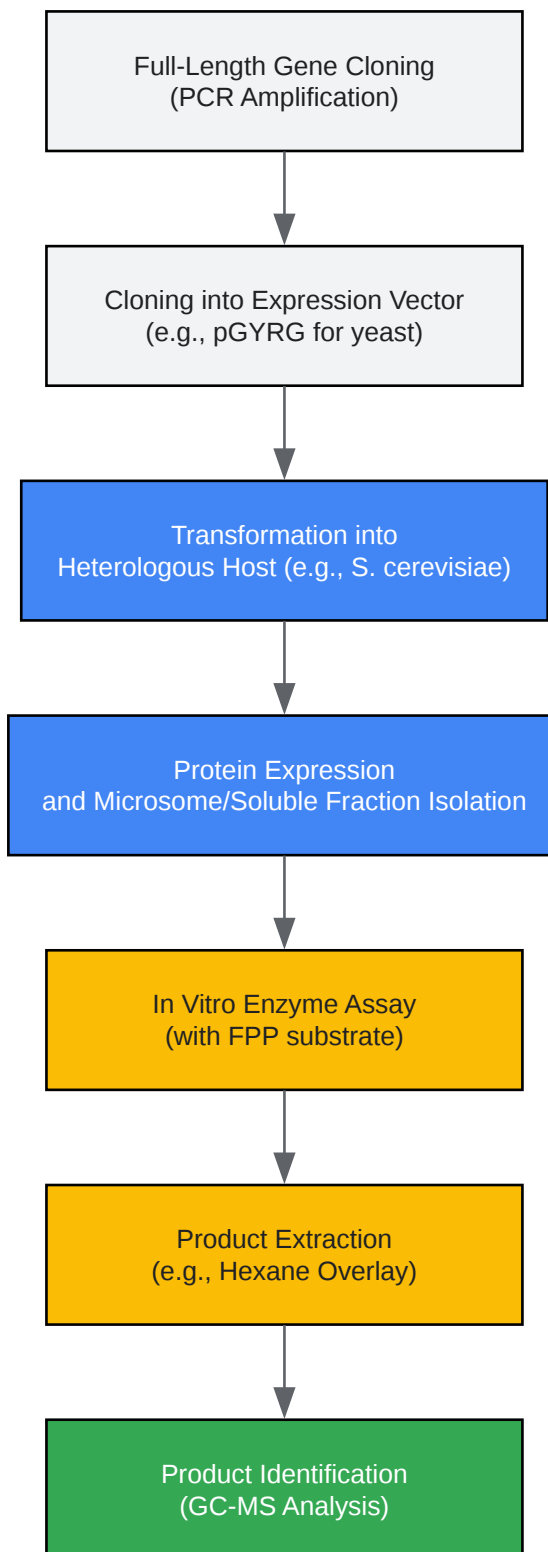 Full-Length Gene Cloning
(PCR Amplification)
Cloning into Expression Vector
(e.g., pGYRG for yeast)
Transformation into
Heterologous Host (e.g., S. cerevisiae)
Protein Expression
and Microsome/Soluble Fraction Isolation
In Vitro Enzyme Assay
(with FPP substrate)
Product Extraction
(e.g., Hexane Overlay)
Product Identification
(GC-MS Analysis)